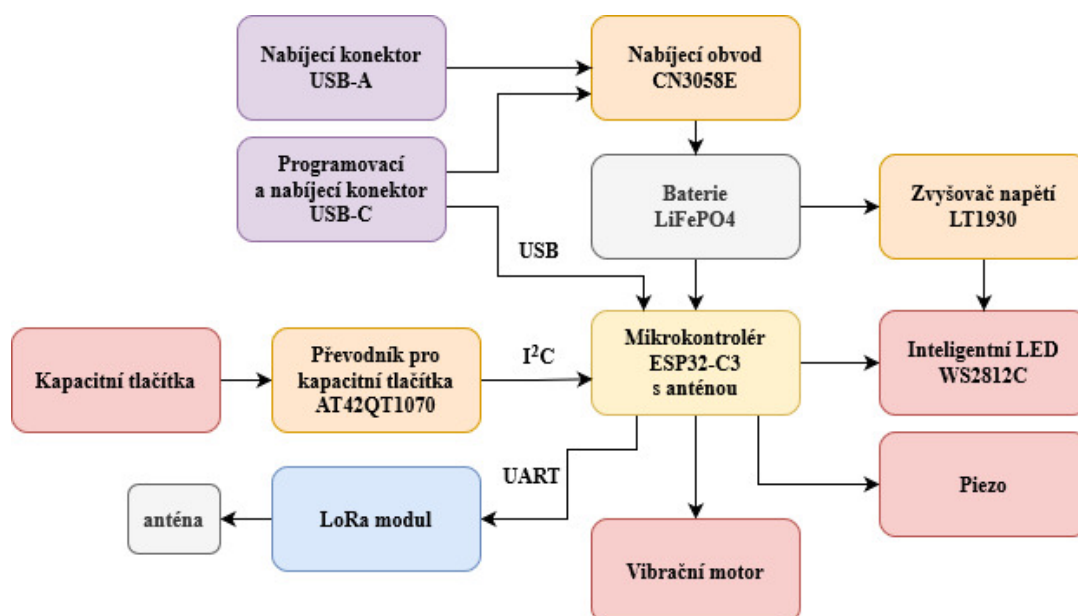 Nabíjecí konektor
USB-A
Nabíjecí obvod
CN3058E
Programovací
a nabíjecí konektor
USB-C
Baterie
LiFePO4
Zvyšovač napětí
LT1930
USB
Kapacitní tlačítka
Převodník pro
kapacitní tlačítka
AT42QT1070
I²C
Mikrokontrolér
ESP32-C3
s anténou
Inteligentní LED
WS2812C
UART
anténa
LoRa modul
Piezo
Vibrační motor